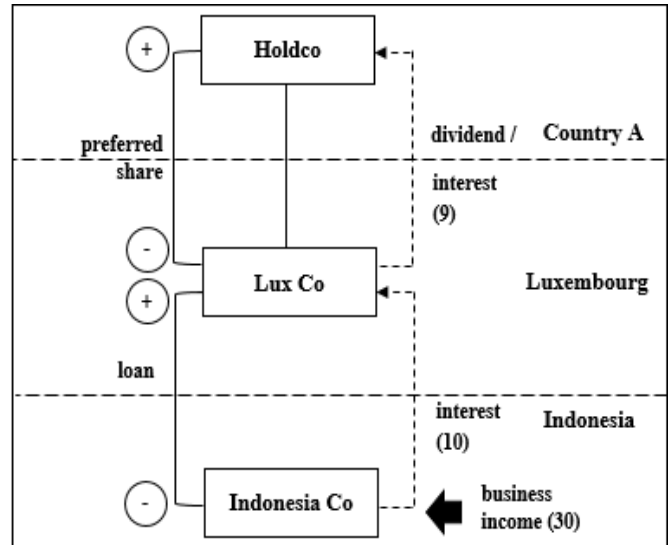 +
Holdco
preferred
share
dividend /
Country A
interest
(9)
-
+
Lux Co
Luxembourg
loan
interest
(10)
Indonesia
-
Indonesia Co
business
income (30)